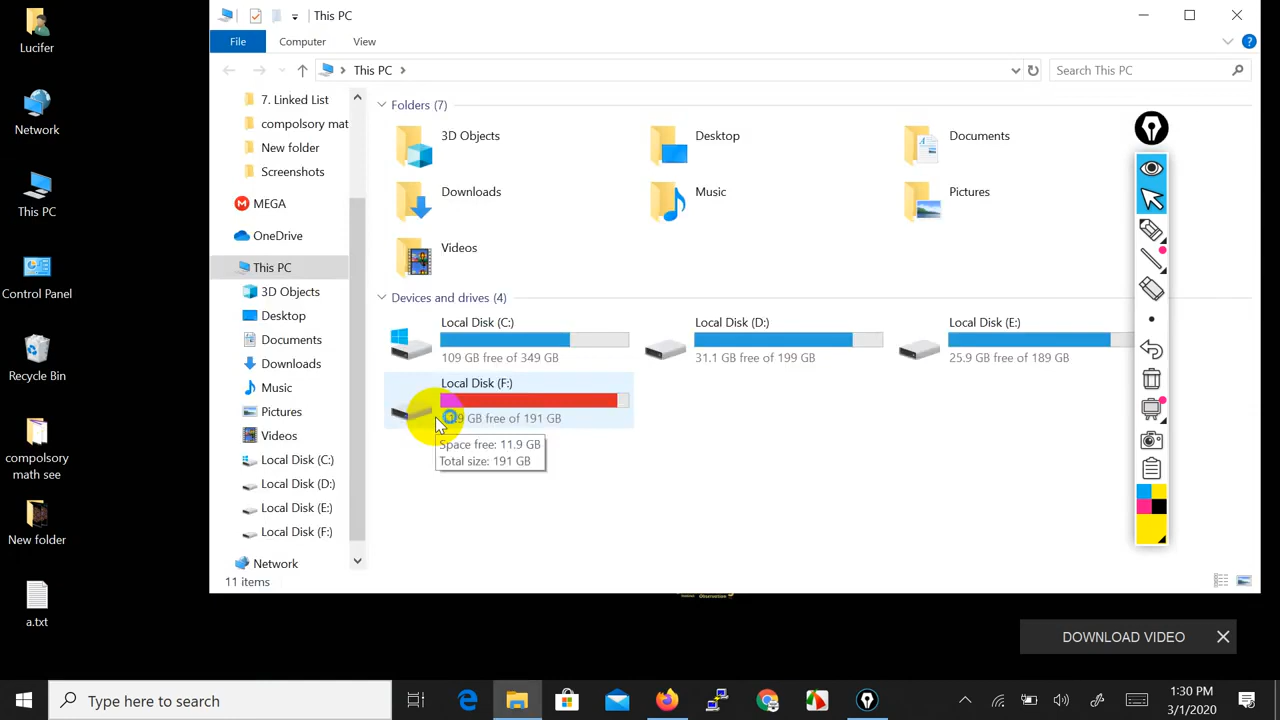 Lucifer
Network
This PC
Control Panel
Recycle Bin
compolsory
math see
New folder
a.txt
This PC
File
Computer
View
This PC
Search This PC
7. Linked List
compolsory mat
New folder
Screenshots
MEGA
OneDrive
This PC
3D Objects
Desktop
Documents
Downloads
Music
Pictures
Videos
Local Disk (C:)
Local Disk (D:)
Local Disk (E:)
Local Disk (F:)
Network
Folders (7)
3D Objects
Desktop
Documents
Downloads
Music
Pictures
Videos
Devices and drives (4)
Local Disk (C:)
109 GB free of 349 GB
Local Disk (D:)
31.1 GB free of 199 GB
Local Disk (E:)
25.9 GB free of 189 GB
Local Disk (F:)
GB free of 191 GB
Space free: 11.9 GB
Total size: 191 GB
11 items
DOWNLOAD VIDEO
Type here to search
1:30 PM
3/1/2020